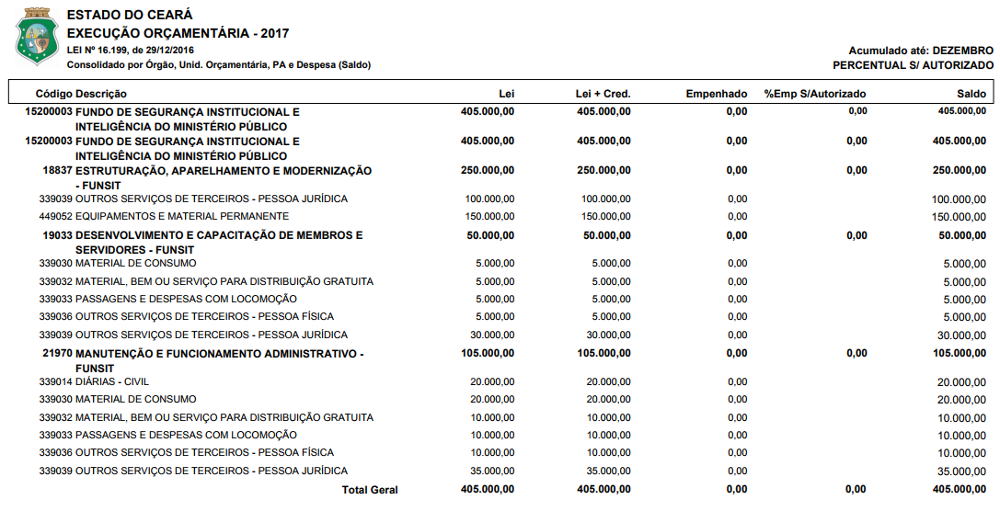 ESTADO DO CEARÁ
EXECUÇÃO ORÇAMENTÁRIA - 2017
LEI Nº 16.199, de 29/12/2016
Consolidado por Órgão, Unid. Orçamentária, PA e Despesa (Saldo)
Acumulado até: DEZEMBRO
PERCENTUAL S/ AUTORIZADO
Código Descrição Lei Lei + Cred. Empenhado %Emp S/Autorizado Saldo
15200003 FUNDO DE SEGURANÇA INSTITUCIONAL E 405.000,00 405.000,00 0,00 0,00 405.000,00
INTELIGÊNCIA DO MINISTÉRIO PÚBLICO
15200003 FUNDO DE SEGURANÇA INSTITUCIONAL E 405.000,00 405.000,00 0,00 0,00 405.000,00
INTELIGÊNCIA DO MINISTÉRIO PÚBLICO
18837 ESTRUTURAÇÃO, APARELHAMENTO E MODERNIZAÇÃO 250.000,00 250.000,00 0,00 0,00 250.000,00
- FUNSIT
339039 OUTROS SERVIÇOS DE TERCEIROS - PESSOA JURÍDICA 100.000,00 100.000,00 0,00 100.000,00
449052 EQUIPAMENTOS E MATERIAL PERMANENTE 150.000,00 150.000,00 0,00 150.000,00
19033 DESENVOLVIMENTO E CAPACITAÇÃO DE MEMBROS E 50.000,00 50.000,00 0,00 0,00 50.000,00
SERVIDORES - FUNSIT
339030 MATERIAL DE CONSUMO 5.000,00 5.000,00 0,00 5.000,00
339032 MATERIAL, BEM OU SERVIÇO PARA DISTRIBUIÇÃO GRATUITA 5.000,00 5.000,00 0,00 5.000,00
339033 PASSAGENS E DESPESAS COM LOCOMOÇÃO 5.000,00 5.000,00 0,00 5.000,00
339036 OUTROS SERVIÇOS DE TERCEIROS - PESSOA FÍSICA 5.000,00 5.000,00 0,00 5.000,00
339039 OUTROS SERVIÇOS DE TERCEIROS - PESSOA JURÍDICA 30.000,00 30.000,00 0,00 30.000,00
21970 MANUTENÇÃO E FUNCIONAMENTO ADMINISTRATIVO - 105.000,00 105.000,00 0,00 0,00 105.000,00
FUNSIT
339014 DIÁRIAS - CIVIL 20.000,00 20.000,00 0,00 20.000,00
339030 MATERIAL DE CONSUMO 20.000,00 20.000,00 0,00 20.000,00
339032 MATERIAL, BEM OU SERVIÇO PARA DISTRIBUIÇÃO GRATUITA 10.000,00 10.000,00 0,00 10.000,00
339033 PASSAGENS E DESPESAS COM LOCOMOÇÃO 10.000,00 10.000,00 0,00 10.000,00
339036 OUTROS SERVIÇOS DE TERCEIROS - PESSOA FÍSICA 10.000,00 10.000,00 0,00 10.000,00
339039 OUTROS SERVIÇOS DE TERCEIROS - PESSOA JURÍDICA 35.000,00 35.000,00 0,00 35.000,00
Total Geral 405.000,00 405.000,00 0,00 0,00 405.000,00